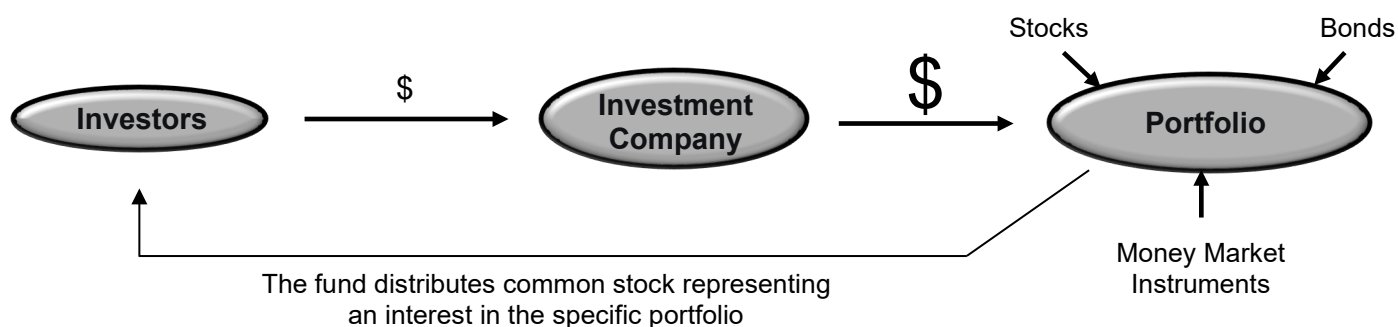 Stocks
Bonds
$
$
Investors
Investment
Company
Portfolio
Money Market
Instruments
The fund distributes common stock representing
an interest in the specific portfolio